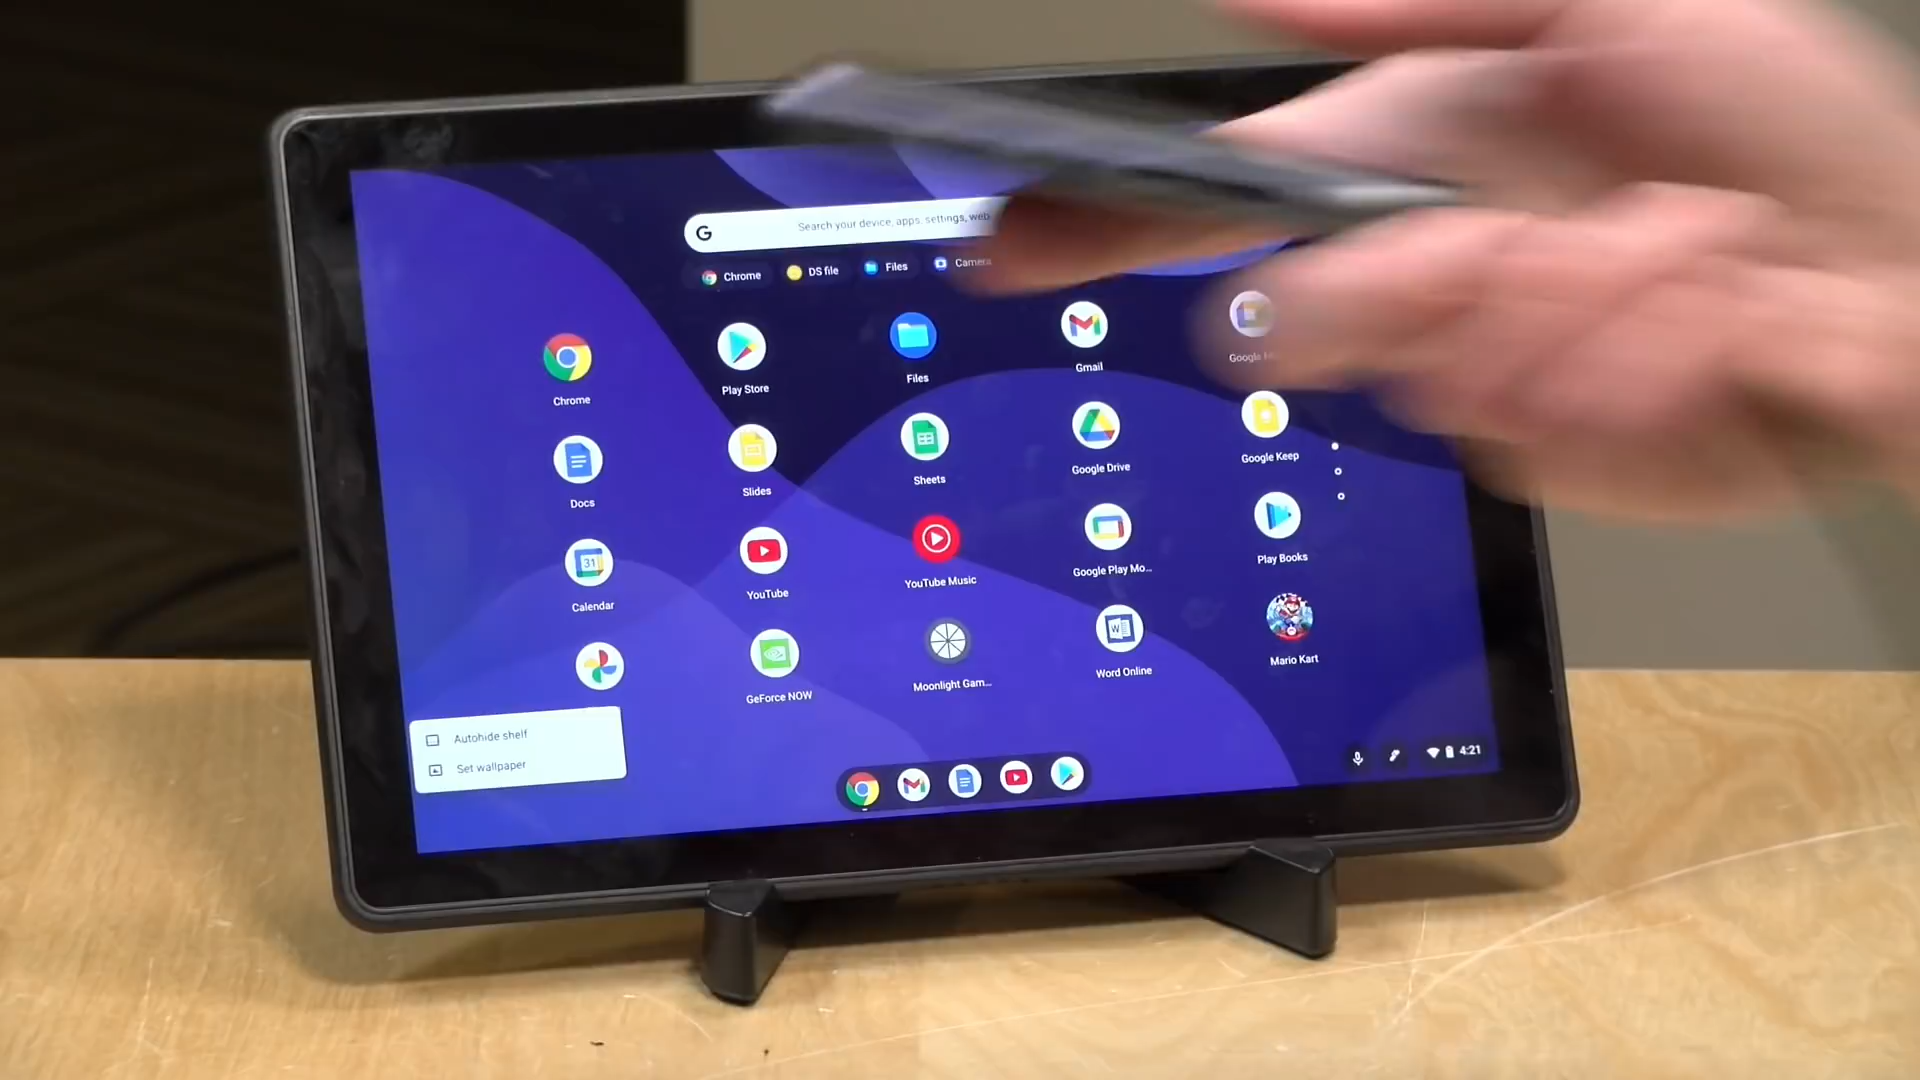 G Search your device, apps, settings, web
Chrome DS file Files Camera
Chrome Play Store Files Gmail Google
Docs Slides Sheets Google Drive Google Keep
31
Calendar YouTube YouTube Music Google Play Mo... Play Books
W
GeForce NOW Moonlight Gam... Word Online Mario Kart
Autohide shelf
Set wallpaper
4:21